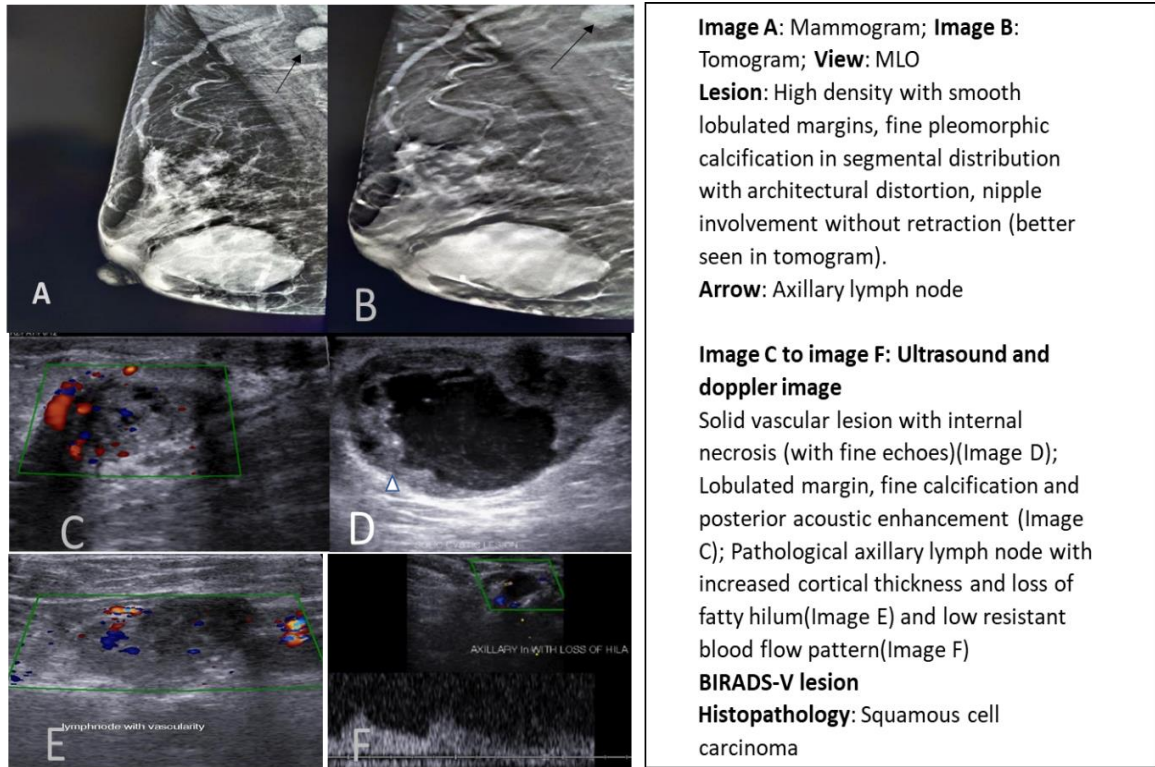 A
B
C
D
E
F
lymphnode with vascularity
AXILLARY ln WITH LOSS OF HILA
Image A: Mammogram; Image B:
Tomogram; View: MLO
Lesion: High density with smooth
lobulated margins, fine pleomorphic
calcification in segmental distribution
with architectural distortion, nipple
involvement without retraction (better
seen in tomogram).
Arrow: Axillary lymph node
Image C to image F: Ultrasound and
doppler image
Solid vascular lesion with internal
necrosis (with fine echoes)(Image D);
Lobulated margin, fine calcification and
posterior acoustic enhancement (Image
C); Pathological axillary lymph node with
increased cortical thickness and loss of
fatty hilum(Image E) and low resistant
blood flow pattern(Image F)
BIRADS-V lesion
Histopathology: Squamous cell
carcinoma